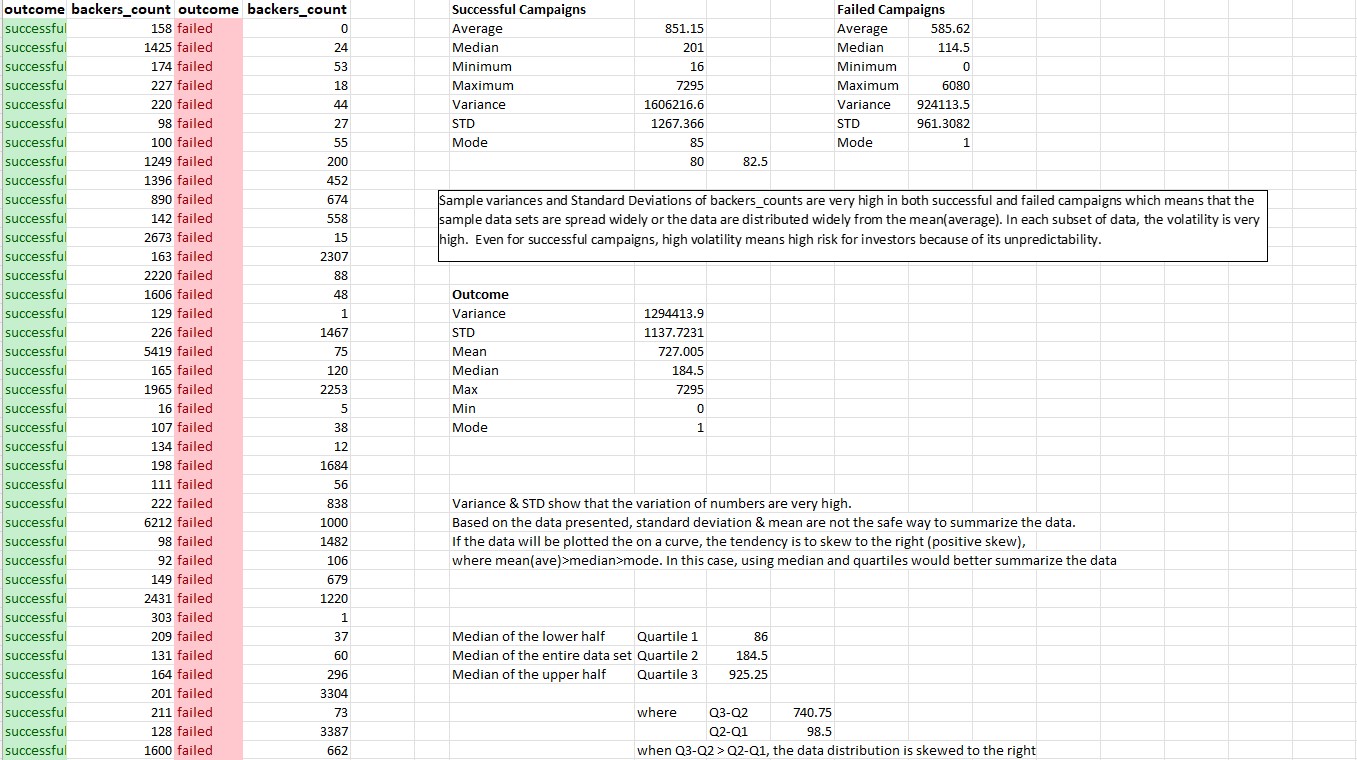 outcome backers_count outcome backers_count Successful Campaigns Failed Campaigns
successful 158 failed 0 Average 851.15 Average 585.62
successful 1425 failed 24 Median 201 Median 114.5
successful 174 failed 53 Minimum 16 Minimum 0
successful 227 failed 18 Maximum 7295 Maximum 6080
successful 220 failed 44 Variance 1606216.6 Variance 924113.5
successful 98 failed 27 STD 1267.366 STD 961.3082
successful 100 failed 55 Mode 85 Mode 1
successful 1249 failed 200 80 82.5
successful 1396 failed 452
successful 890 failed 674 Sample variances and Standard Deviations of backers_counts are very high in both successful and failed campaigns which means that the
successful 142 failed 558 sample data sets are spread widely or the data are distributed widely from the mean(average). In each subset of data, the volatility is very
successful 2673 failed 15 high.  Even for successful campaigns, high volatility means high risk for investors because of its unpredictability.
successful 163 failed 2307
successful 2220 failed 88
successful 1606 failed 48 Outcome
successful 129 failed 1 Variance 1294413.9
successful 226 failed 1467 STD 1137.7231
successful 5419 failed 75 Mean 727.005
successful 165 failed 120 Median 184.5
successful 1965 failed 2253 Max 7295
successful 16 failed 5 Min 0
successful 107 failed 38 Mode 1
successful 134 failed 12
successful 198 failed 1684
successful 111 failed 56
successful 222 failed 838 Variance & STD show that the variation of numbers are very high.
successful 6212 failed 1000 Based on the data presented, standard deviation & mean are not the safe way to summarize the data.
successful 98 failed 1482 If the data will be plotted the on a curve, the tendency is to skew to the right (positive skew),
successful 92 failed 106 where mean(ave)>median>mode. In this case, using median and quartiles would better summarize the data
successful 149 failed 679
successful 2431 failed 1220
successful 303 failed 1
successful 209 failed 37 Median of the lower half Quartile 1 86
successful 131 failed 60 Median of the entire data set Quartile 2 184.5
successful 164 failed 296 Median of the upper half Quartile 3 925.25
successful 201 failed 3304
successful 211 failed 73 where Q3-Q2 740.75
successful 128 failed 3387 Q2-Q1 98.5
successful 1600 failed 662 when Q3-Q2 > Q2-Q1, the data distribution is skewed to the right